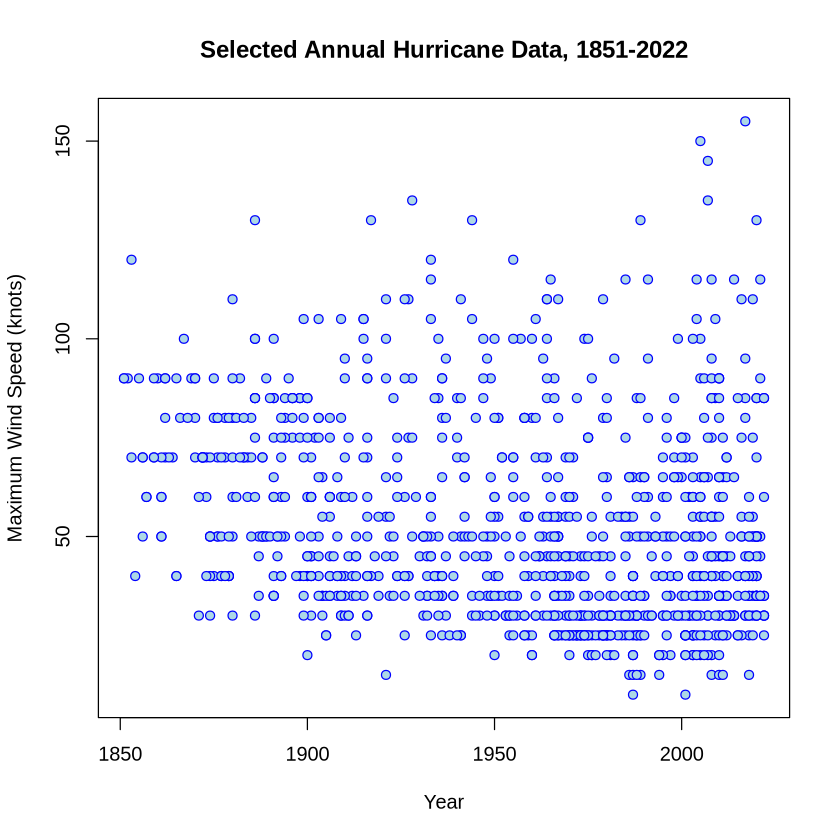 Selected Annual Hurricane Data, 1851-2022
Maximum Wind Speed (knots)
150
100
50
1850
1900
1950
2000
Year